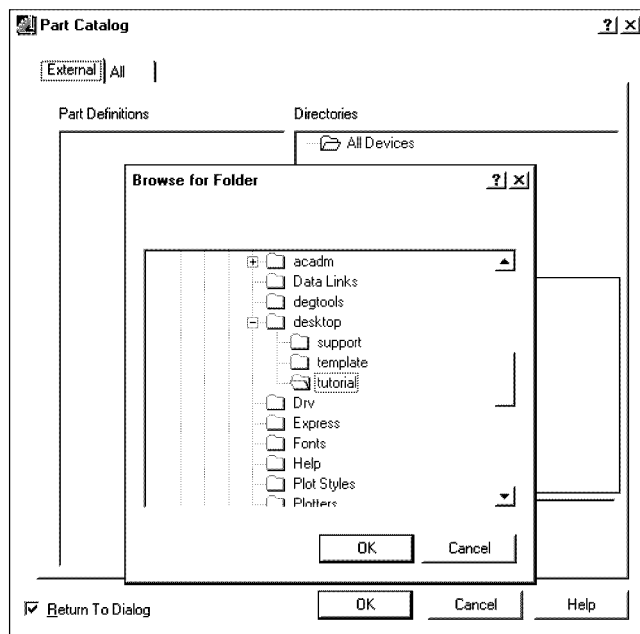 Part Catalog
External All
Part Definitions Directories
All Devices
Browse for Folder
acadm
Data Links
degtools
desktop
support
template
tutorial
Drv
Express
Fonts
Help
Plot Styles
Plotters
OK Cancel
Return To Dialog OK Cancel Help